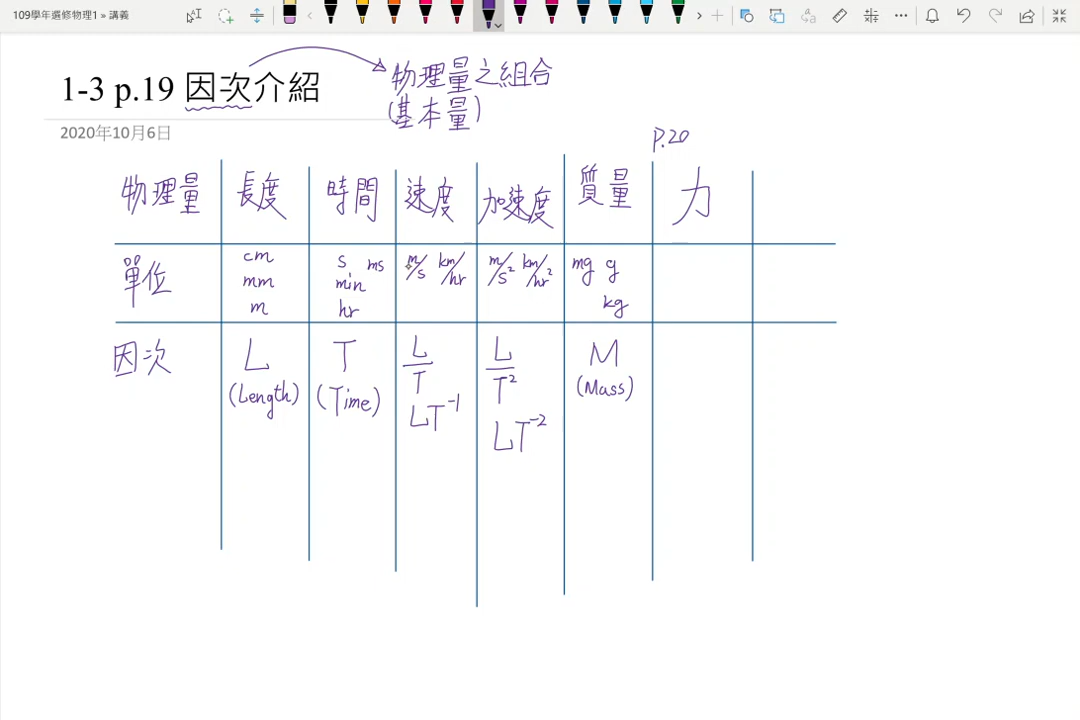 109學年選修物理1 » 講義
1-3 p.19 因次介紹
物理量之組合
(基本量)
2020年10月6日
P.20
物理量 長度 時間 速度 加速度 質量 力
單位 cm mm m s ms min hr m/s km/hr m/s² km/hr² mg g kg
因次 L T L/T L/T² M
(Length) (Time) LT⁻¹ LT⁻² (Mass)